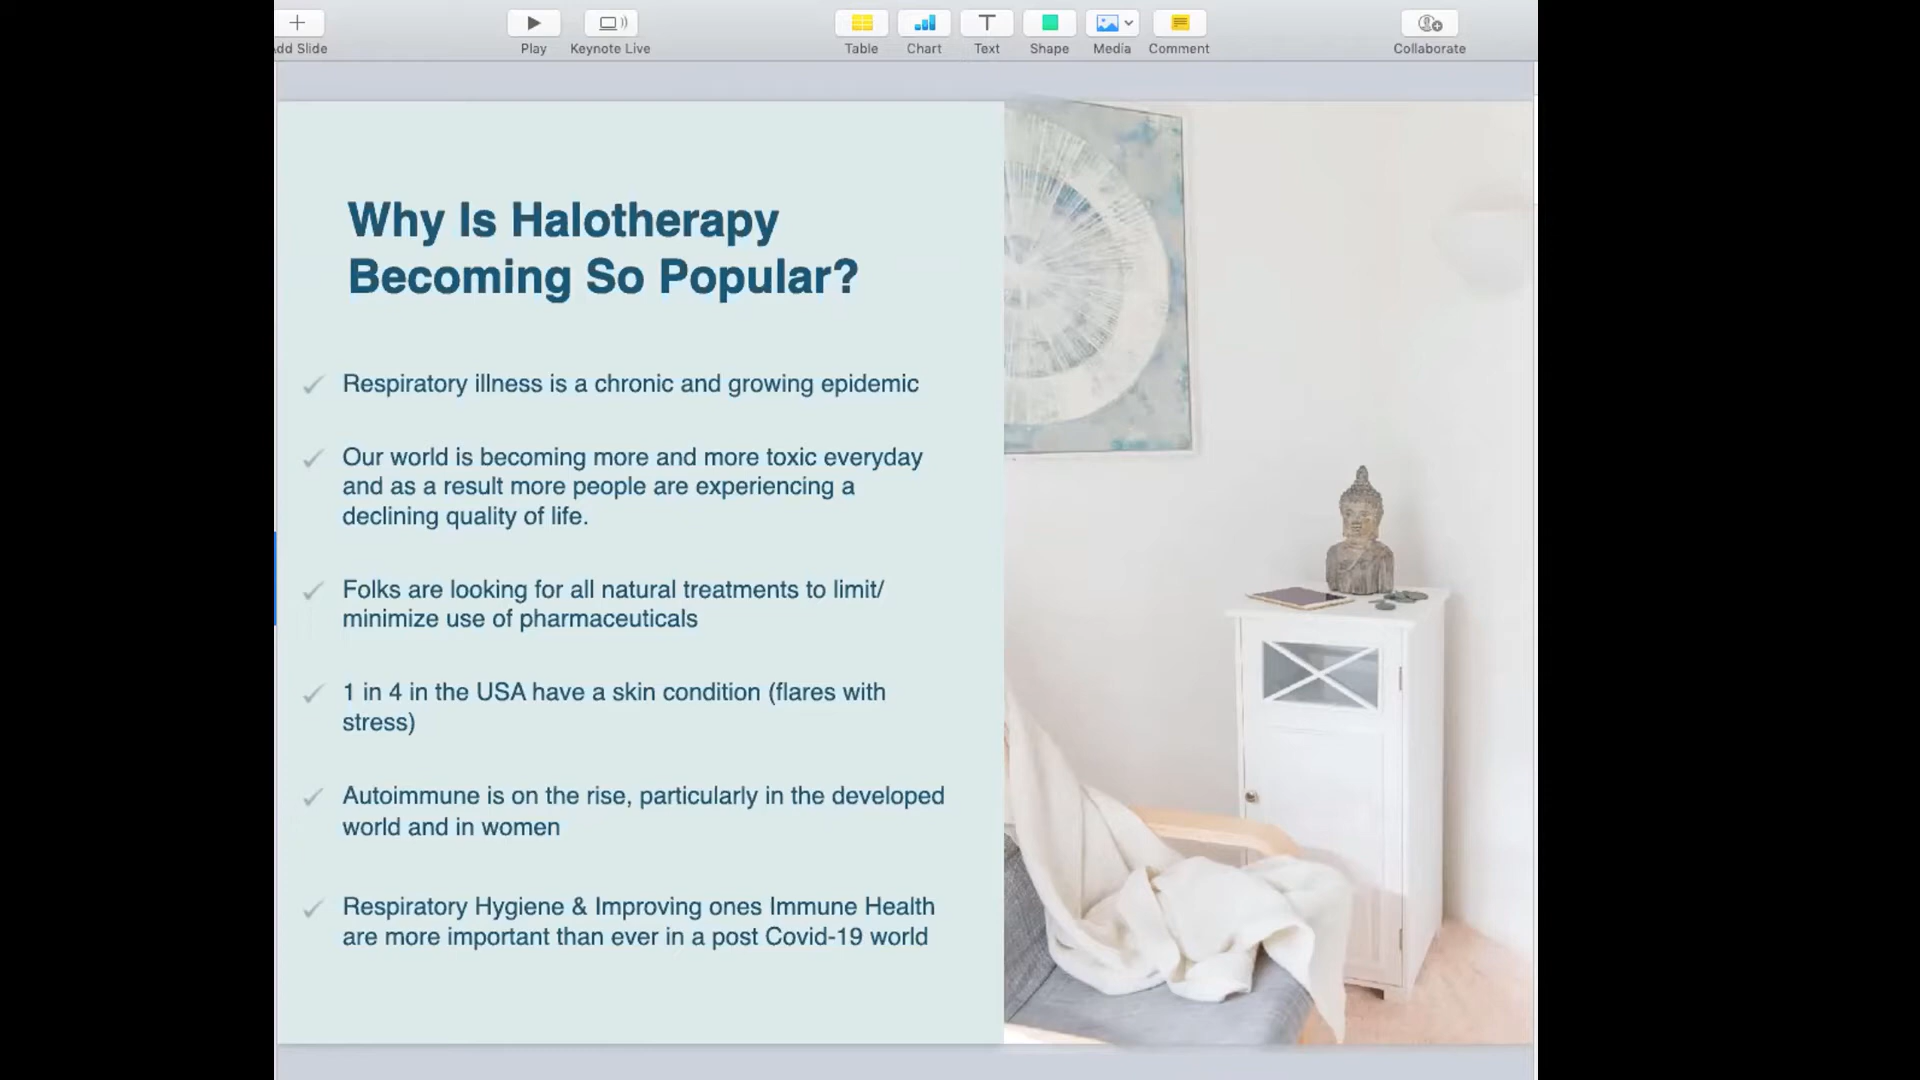 dd Slide
Play
Keynote Live
Table
Chart
Text
Shape
Media
Comment
Collaborate
Why Is Halotherapy
Becoming So Popular?
Respiratory illness is a chronic and growing epidemic
Our world is becoming more and more toxic everyday
and as a result more people are experiencing a
declining quality of life.
Folks are looking for all natural treatments to limit/
minimize use of pharmaceuticals
1 in 4 in the USA have a skin condition (flares with
stress)
Autoimmune is on the rise, particularly in the developed
world and in women
Respiratory Hygiene & Improving ones Immune Health
are more important than ever in a post Covid-19 world